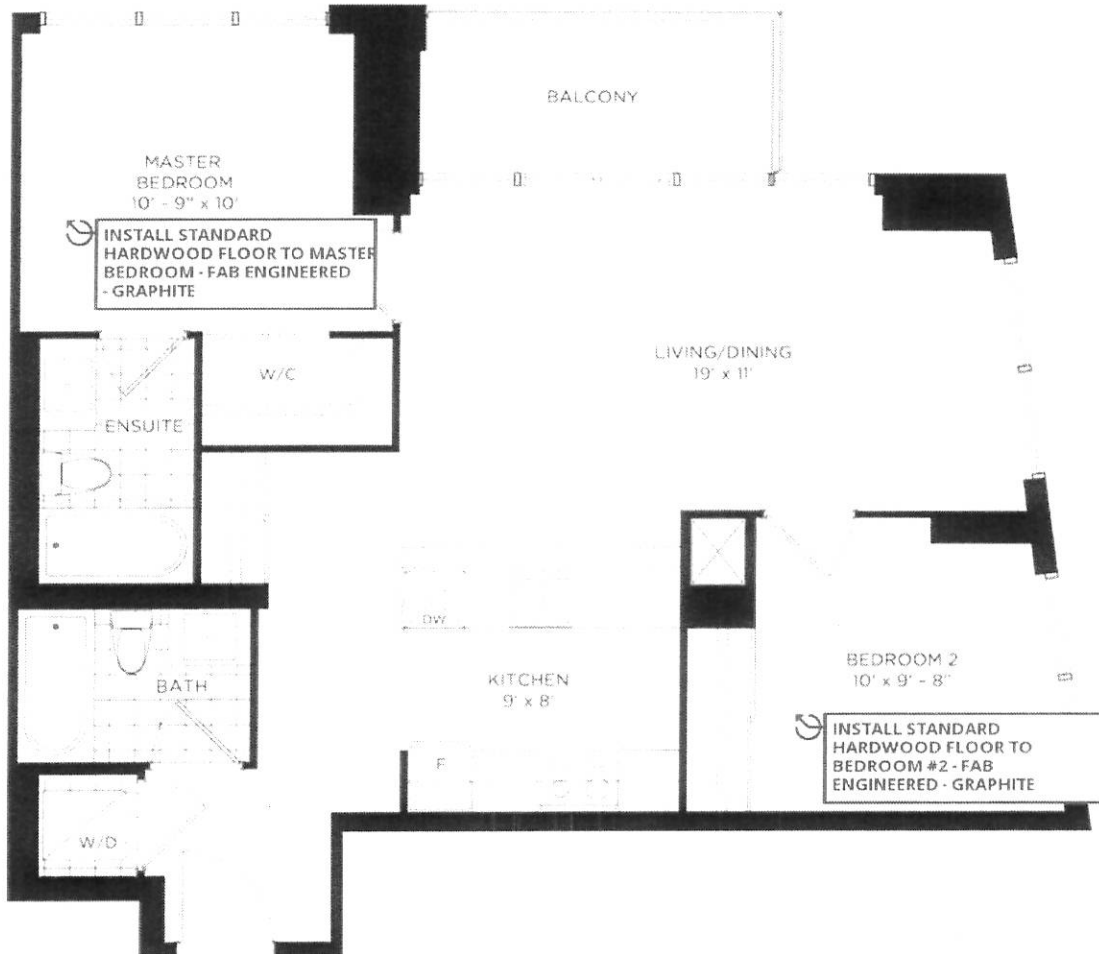 BALCONY
MASTER
BEDROOM
10' - 9" x 10'
INSTALL STANDARD
HARDWOOD FLOOR TO MASTER
BEDROOM - FAB ENGINEERED
- GRAPHITE
LIVING/DINING
19' x 11'
W/C
ENSUITE
DW
KITCHEN
9' x 8'
BEDROOM 2
10' x 9' - 8"
BATH
INSTALL STANDARD
HARDWOOD FLOOR TO
BEDROOM #2 - FAB
ENGINEERED - GRAPHITE
F
W/D